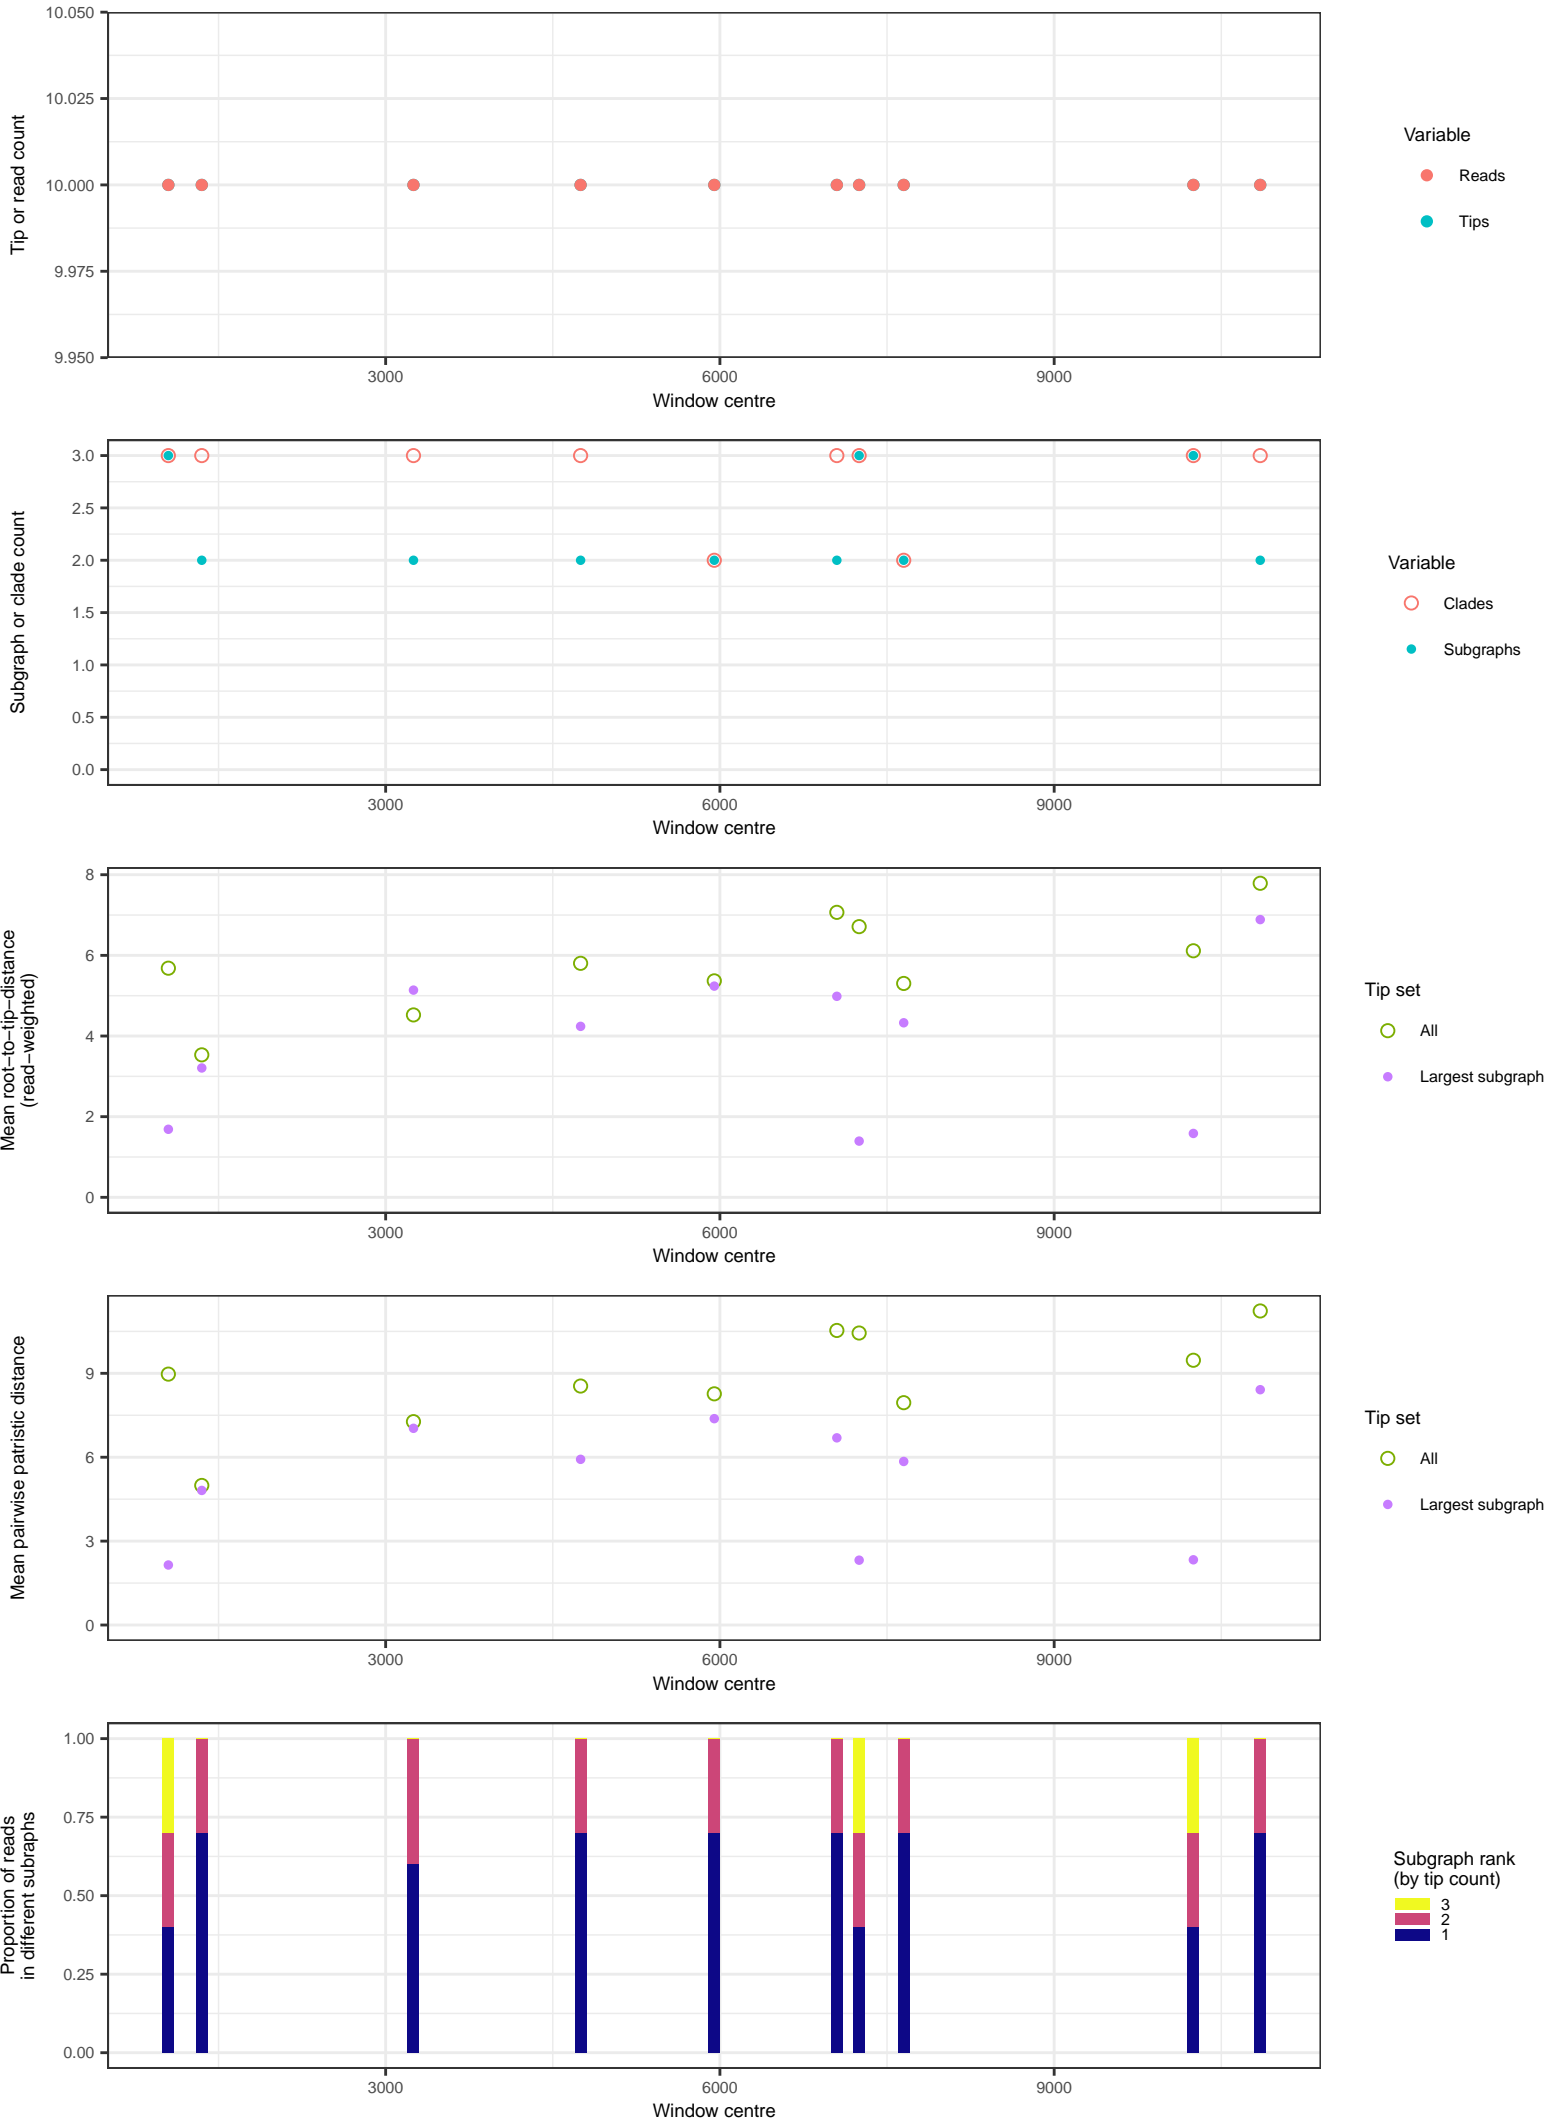 10.050
10.025
10.000
9.975
9.950
Tip or read count
3000
6000
9000
Window centre
Variable
Reads
Tips
3.0
2.5
2.0
1.5
1.0
0.5
0.0
Subgraph or clade count
3000
6000
9000
Window centre
Variable
Clades
Subgraphs
8
6
4
2
0
Mean root−to−tip−distance
(read−weighted)
3000
6000
9000
Window centre
Tip set
All
Largest subgraph
9
6
3
0
Mean pairwise patristic distance
3000
6000
9000
Window centre
Tip set
All
Largest subgraph
1.00
0.75
0.50
0.25
0.00
Proportion of reads
in different subraphs
3000
6000
9000
Window centre
Subgraph rank
(by tip count)
3
2
1